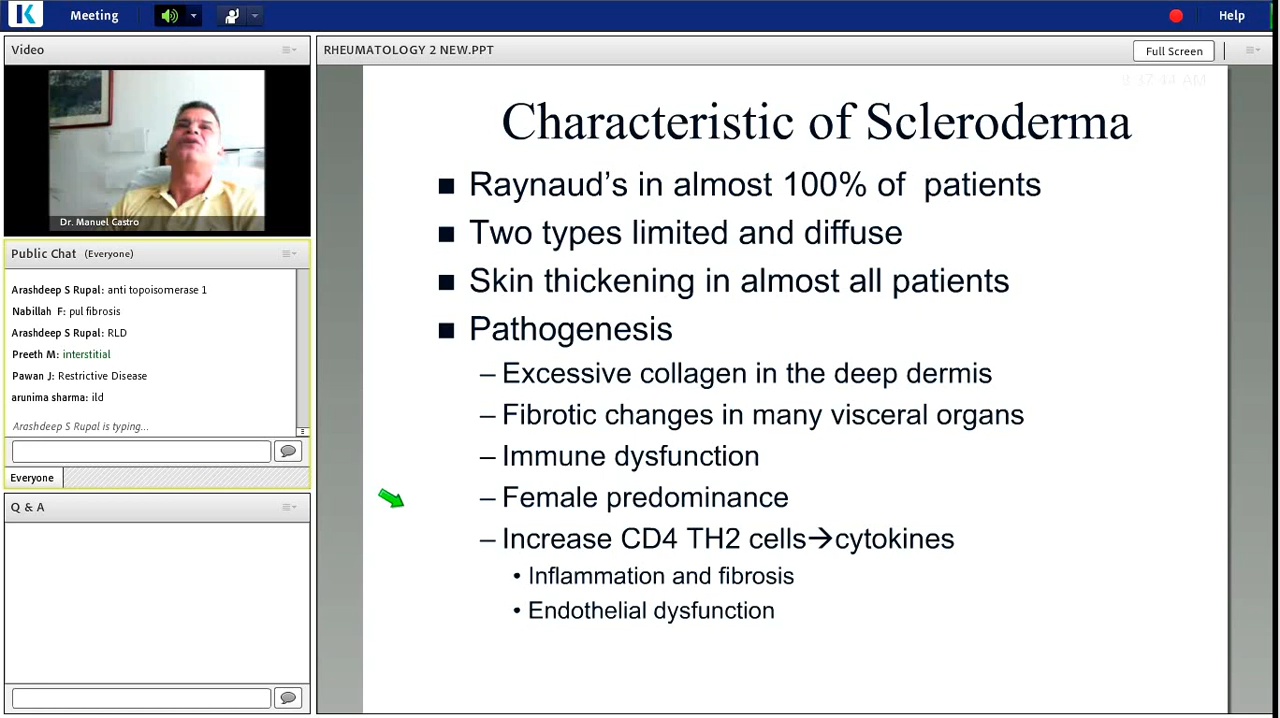 K Meeting Help
Video
Dr. Manuel Castro
Public Chat (Everyone)
Arashdeep S Rupal: anti topoisomerase 1
Nabillah F: pul fibrosis
Arashdeep S Rupal: RLD
Preeth M: interstitial
Pawan J: Restrictive Disease
arunima sharma: ild
Arashdeep S Rupal is typing...
Everyone
Q & A
RHEUMATOLOGY 2 NEW.PPT
Full Screen
Characteristic of Scleroderma
■ Raynaud’s in almost 100% of patients
■ Two types limited and diffuse
■ Skin thickening in almost all patients
■ Pathogenesis
– Excessive collagen in the deep dermis
– Fibrotic changes in many visceral organs
– Immune dysfunction
– Female predominance
– Increase CD4 TH2 cells→cytokines
• Inflammation and fibrosis
• Endothelial dysfunction